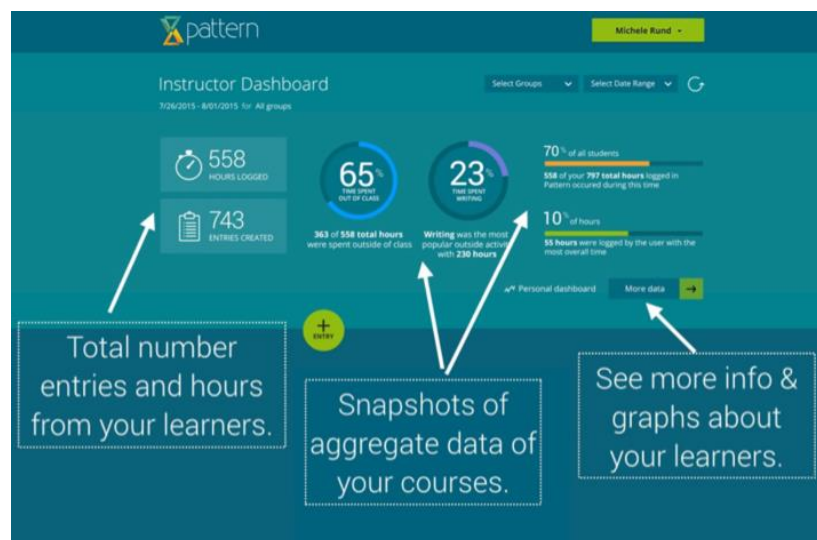 pattern
Michele Rund
Instructor Dashboard
Select Groups
Select Date Range
7/26/2015 - 8/01/2015 for All groups
558
HOURS LOGGED
743
ENTRIES CREATED
65%
TIME SPENT
OUT OF CLASS
363 of 558 total hours
were spent outside of class
23%
TIME SPENT
WRITING
Writing was the most
popular outside activit
with 230 hours
70% of all students
558 of your 797 total hours logged in
Pattern occured during this time
10% of hours
55 hours were logged by the user with the
most overall time
Personal dashboard
More data
ENTRY
Total number
entries and hours
from your learners.
Snapshots of
aggregate data of
your courses.
See more info &
graphs about
your learners.